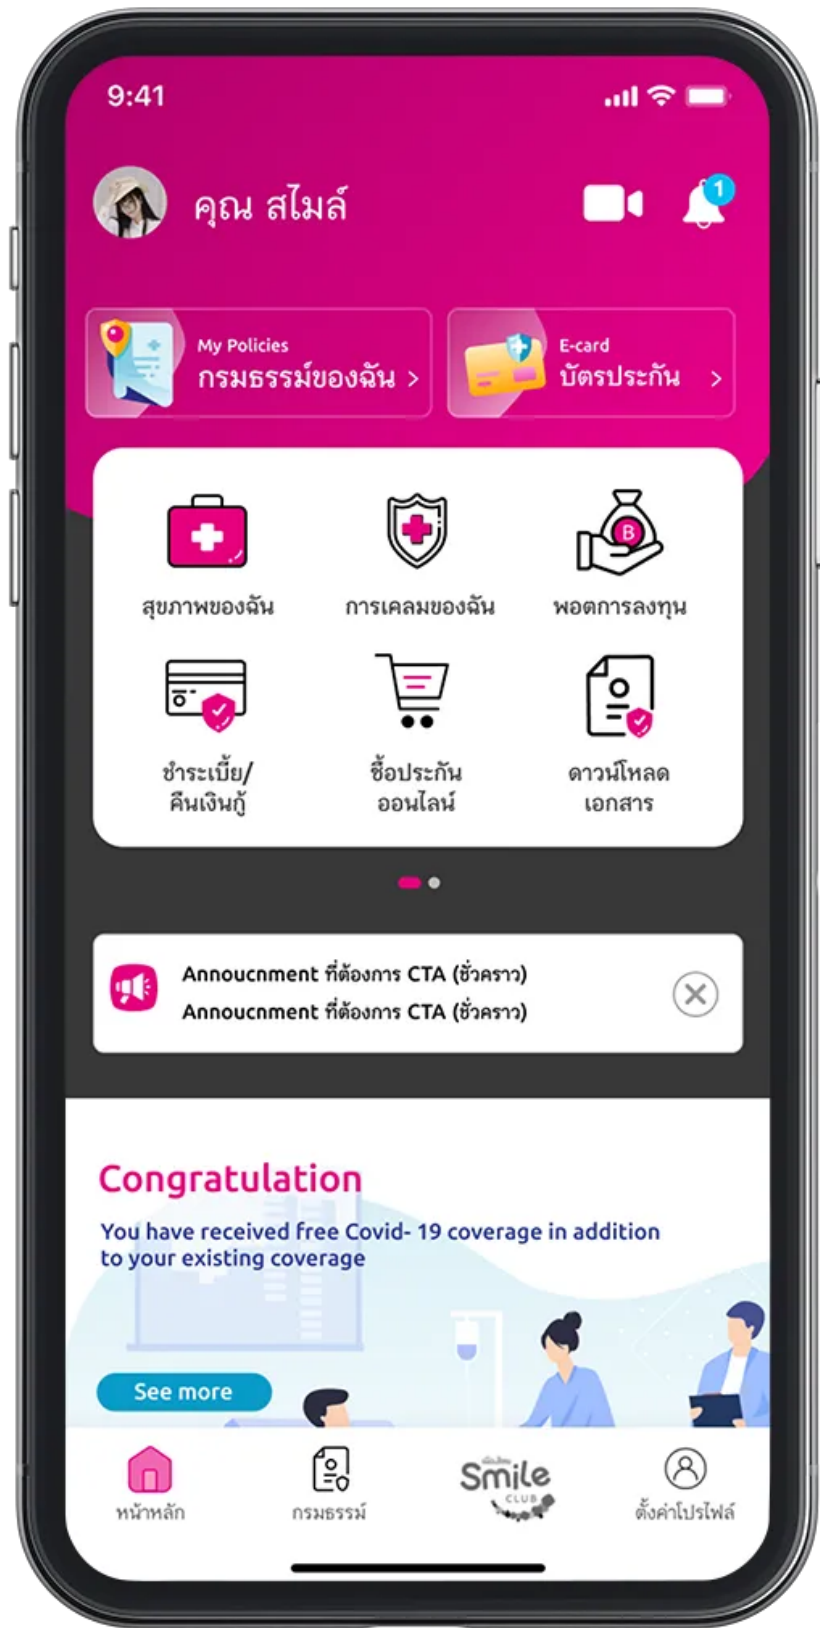 9:41
คุณ สไมล์
1
My Policies
กรมธรรม์ของฉัน >
E-card
บัตรประกัน >
สุขภาพของฉัน
การเคลมของฉัน
B
พอตการลงทุน
ชำระเบี้ย/
คืนเงินกู้
ซื้อประกัน
ออนไลน์
ดาวน์โหลด
เอกสาร
Annoucnment ที่ต้องการ CTA (ชั่วคราว)
Annoucnment ที่ต้องการ CTA (ชั่วคราว)
Congratulation
You have received free Covid- 19 coverage in addition
to your existing coverage
See more
หน้าหลัก
กรมธรรม์
เมืองไทย
Smile
CLUB
ตั้งค่าโปรไฟล์